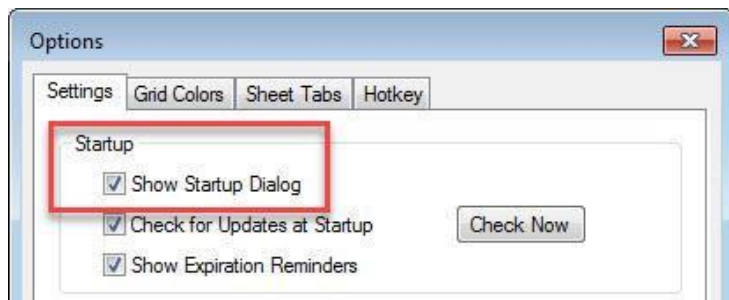 Options
Settings Grid Colors Sheet Tabs Hotkey
Startup
Show Startup Dialog
Check for Updates at Startup Check Now
Show Expiration Reminders